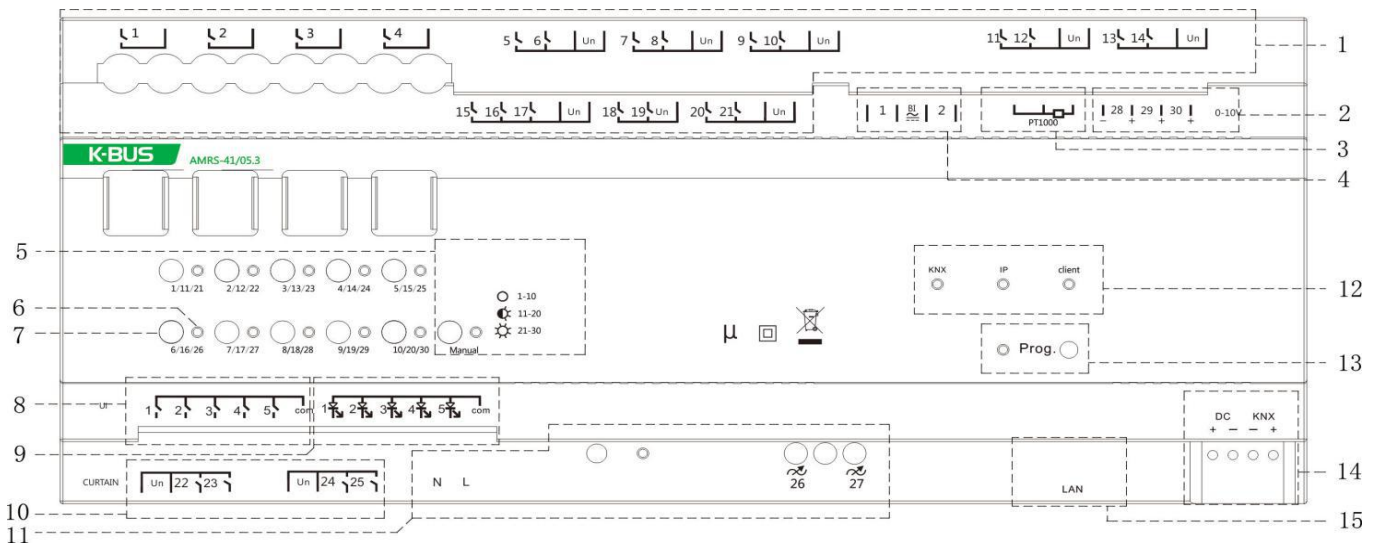 1 2 3 4 5 6 Un 7 8 Un 9 10 Un 11 12 Un 13 14 Un 1
15 16 17 Un 18 19 Un 20 21 Un 1 BI 2 PT1000 28 29 30 0-10V 2
− + + +
3
K-BUS AMRS-41/05.3
4
5
KNX IP client
1/11/21 2/12/22 3/13/23 4/14/24 5/15/25
12
1-10
6
11-20
7
21-30
μ
6/16/26 7/17/27 8/18/28 9/19/29 10/20/30 Manual
Prog.
13
8 UI 1 2 3 4 5 com 1 2 3 4 5 com
DC KNX
+ − − +
9
14
CURTAIN Un 22 23 Un 24 25 N L 26 27
LAN
10
11
15